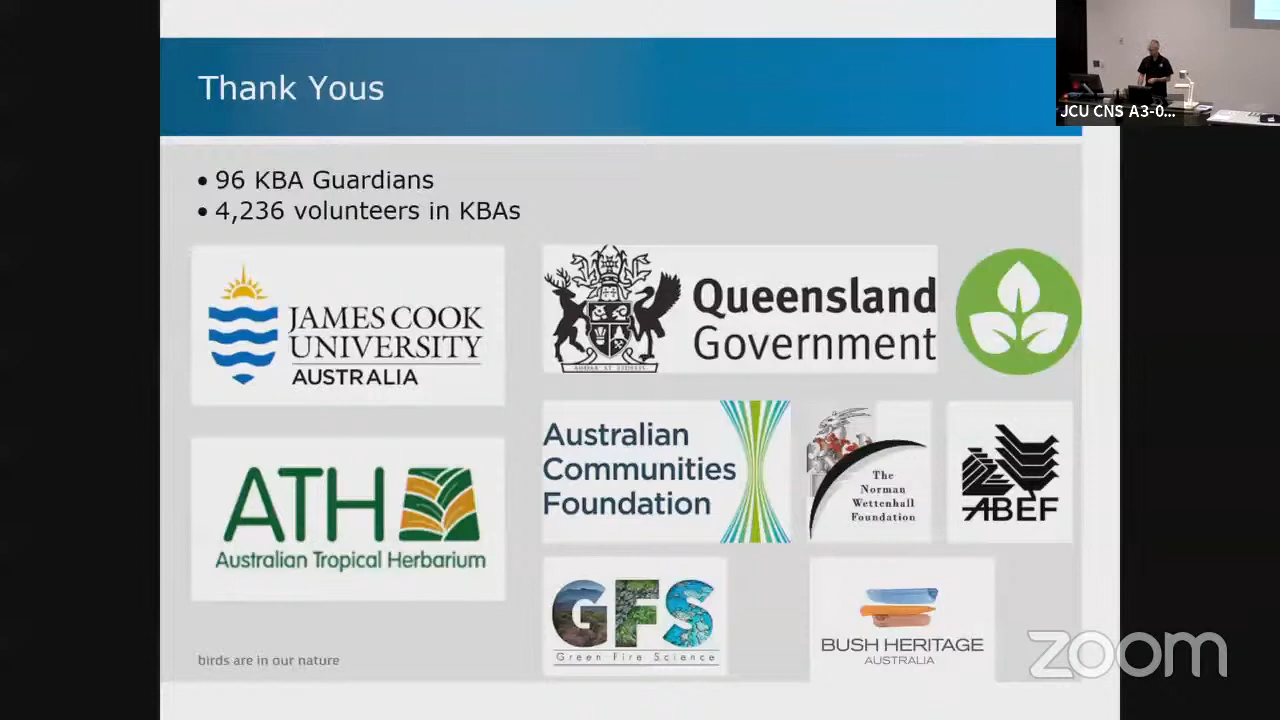 Thank Yous
JCU CNS A3-0...
• 96 KBA Guardians
• 4,236 volunteers in KBAs
JAMES COOK
UNIVERSITY
AUSTRALIA
Queensland
Government
ATH
Australian Tropical Herbarium
Australian
Communities
Foundation
The
Norman
Wettenhall
Foundation
ABEF
GFS
Green Fire Science
BUSH HERITAGE
AUSTRALIA
birds are in our nature
zoom